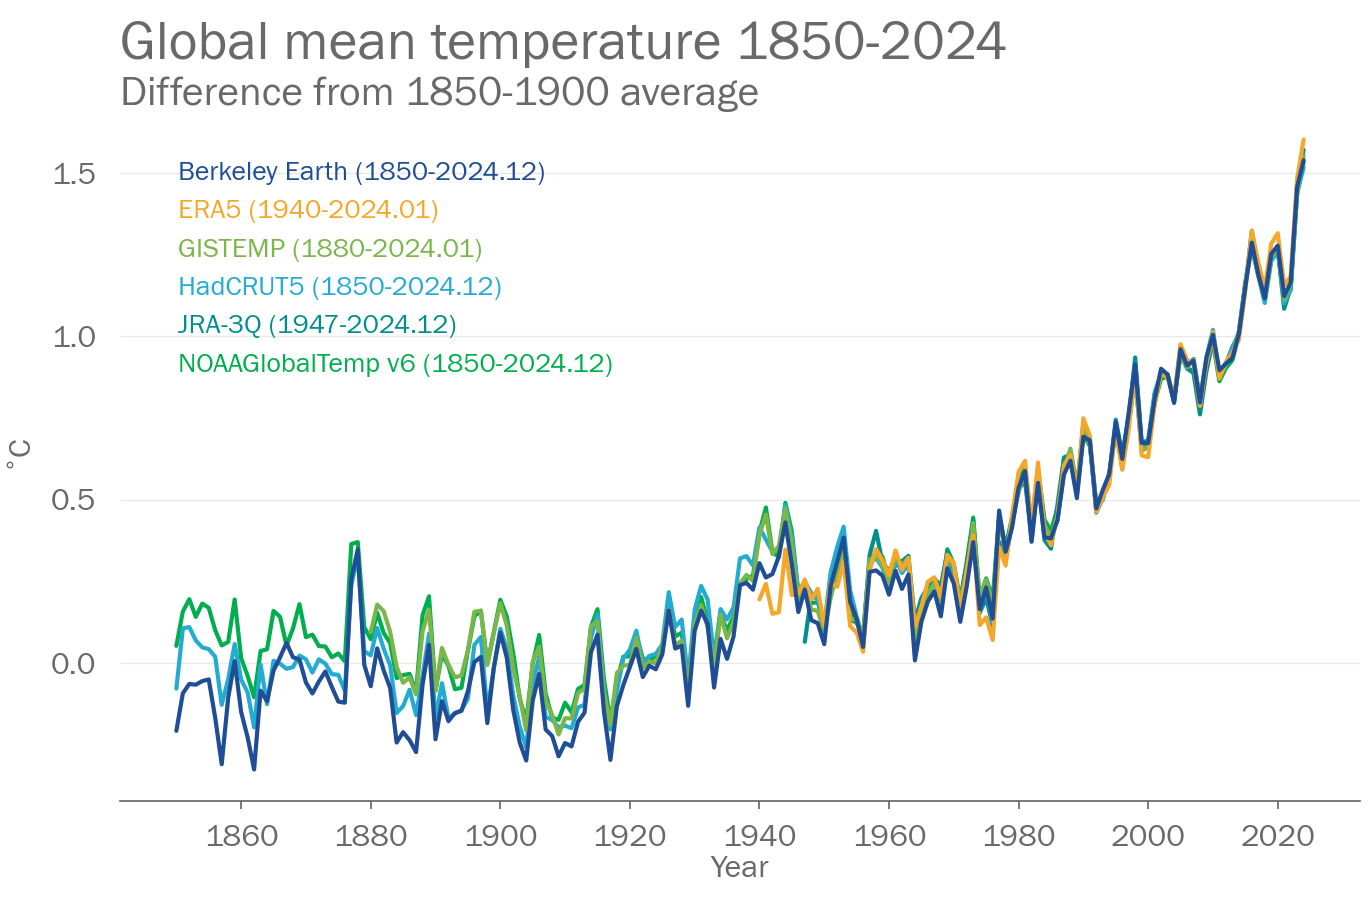 Global mean temperature 1850-2024
Difference from 1850-1900 average
1.5
Berkeley Earth (1850-2024.12)
ERA5 (1940-2024.01)
GISTEMP (1880-2024.01)
HadCRUT5 (1850-2024.12)
JRA-3Q (1947-2024.12)
1.0
NOAAGlobalTemp v6 (1850-2024.12)
°C
0.5
0.0
1860 1880 1900 1920 1940 1960 1980 2000 2020
Year